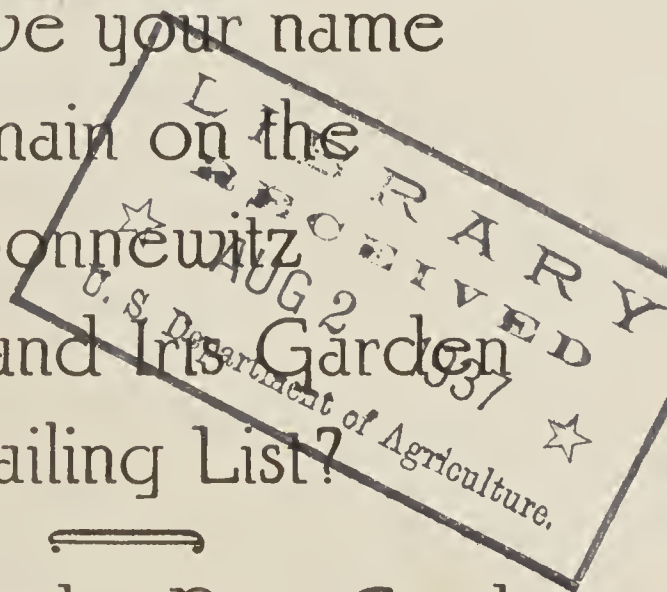 ve your name
main on the
onnewitz
and Iris Garden
ailing List?
LIBRARY
RECEIVED
☆ AUG 2 1937 ☆
U. S. Department of Agriculture.